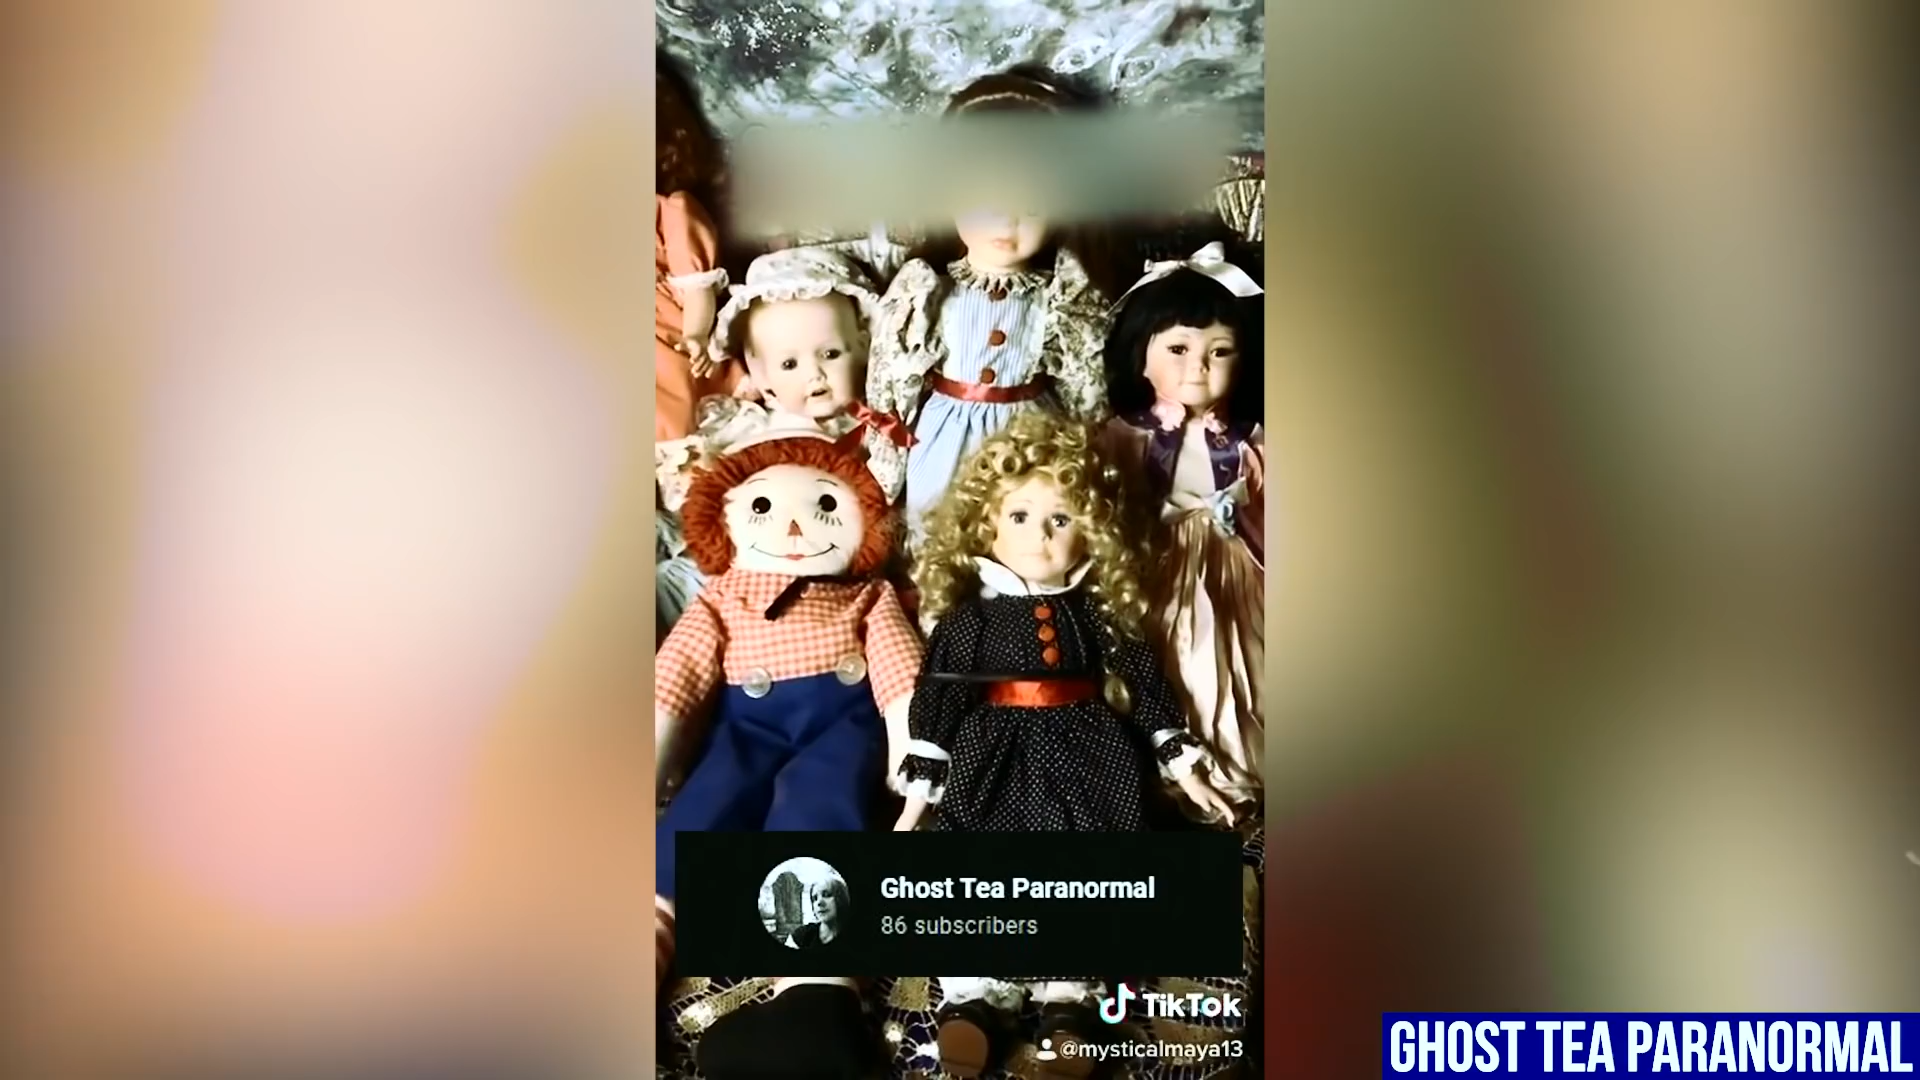 Ghost Tea Paranormal
86 subscribers
TikTok
@mysticalmaya13
GHOST TEA PARANORMAL